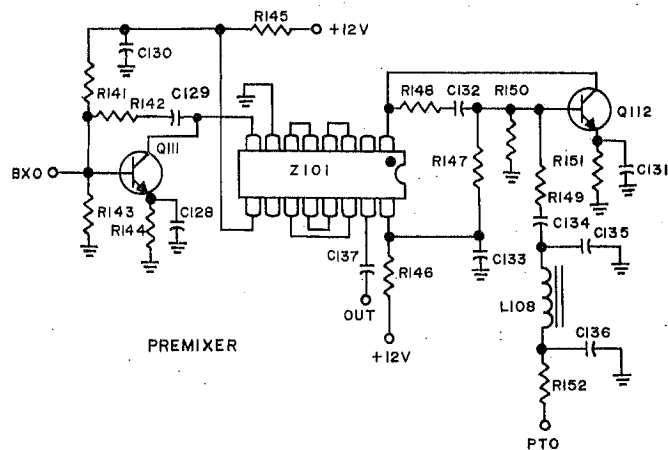 R145
+12V
C130
R141
C129
R142
Q111
BXO
R143
R144
C128
Z101
R148
C132
R150
Q112
R147
R151
R149
C131
C134
C135
C133
C137
R146
OUT
+12V
L108
C136
R152
PTO
PREMIXER